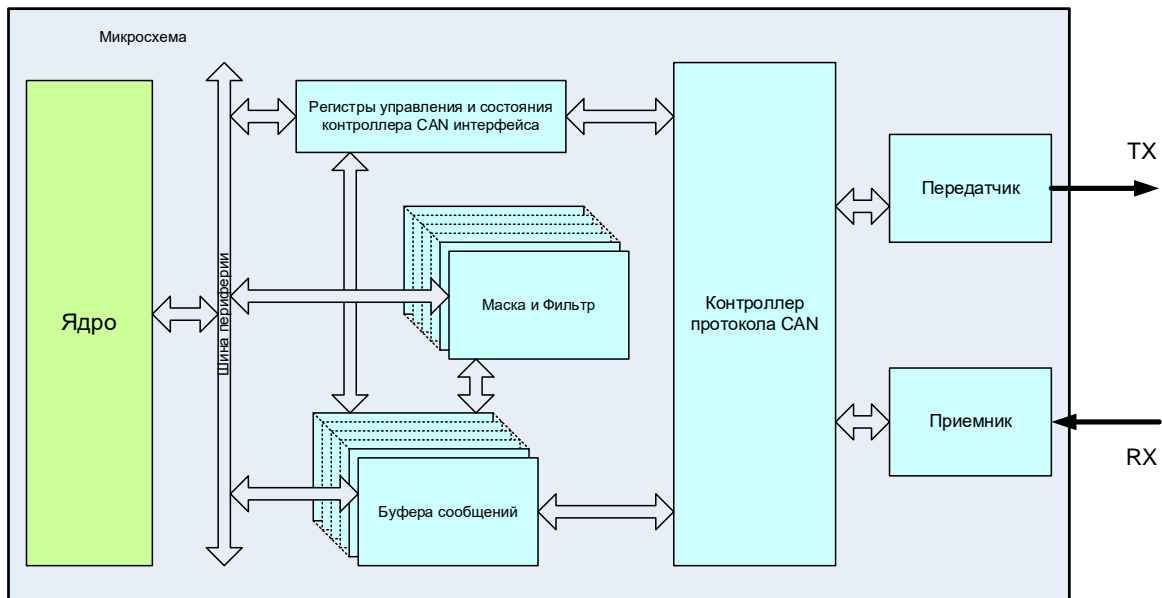 Микросхема
Ядро
Шина периферии
Регистры управления и состояния
контроллера CAN интерфейса
Маска и Фильтр
Буфера сообщений
Контроллер
протокола CAN
Передатчик
TX
Приемник
RX